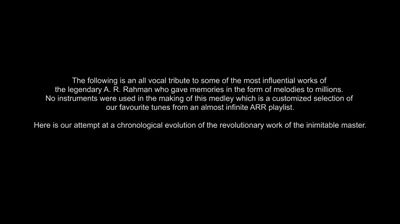 The following is an all vocal tribute to some of the most influential works of
the legendary A. R. Rahman who gave memories in the form of melodies to millions.
No instruments were used in the making of this medley which is a customized selection of
our favourite tunes from an almost infinite ARR playlist.
Here is our attempt at a chronological evolution of the revolutionary work of the inimitable master.